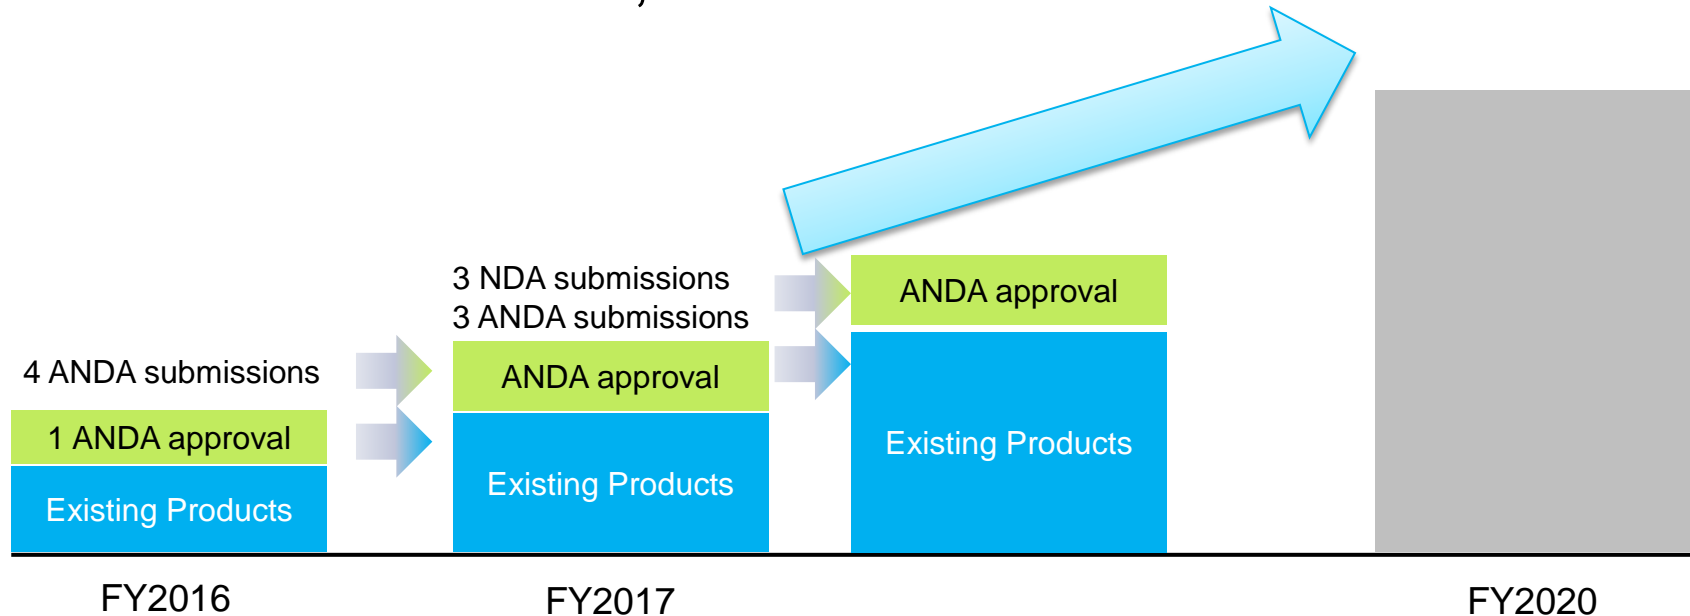 3 NDA submissions
3 ANDA submissions
ANDA approval
4 ANDA submissions
ANDA approval
1 ANDA approval
Existing Products
Existing Products
Existing Products
FY2016
FY2017
FY2020